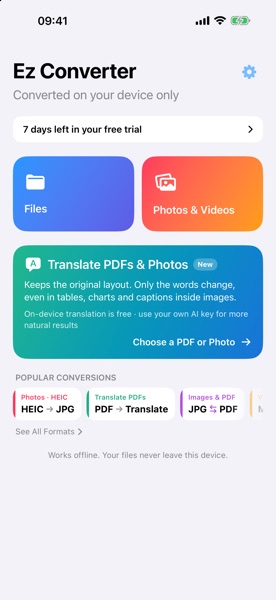 09:41
Ez Converter
Converted on your device only
7 days left in your free trial
Files
Photos & Videos
Translate PDFs & Photos New
Keeps the original layout. Only the words change,
even in tables, charts and captions inside images.
On-device translation is free · use your own AI key for more
natural results
Choose a PDF or Photo →
POPULAR CONVERSIONS
Photos · HEIC
HEIC → JPG
Translate PDFs
PDF → Translate
Images & PDF
JPG ⇆ PDF
See All Formats >
Works offline. Your files never leave this device.